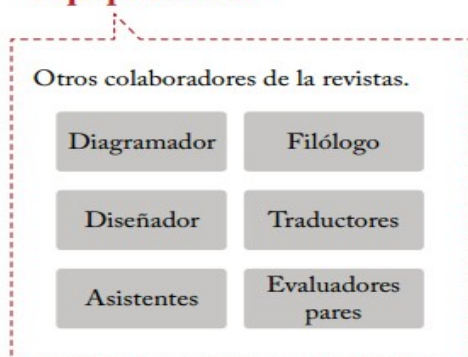 Otros colaboradores de la revistas.
Diagramador
Filólogo
Diseñador
Traductores
Asistentes
Evaluadores
pares